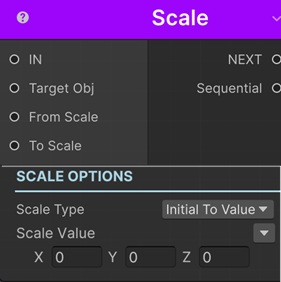 ? Scale
IN NEXT
Target Obj Sequential
From Scale
To Scale
SCALE OPTIONS
Scale Type Initial To Value
Scale Value
X 0 Y 0 Z 0